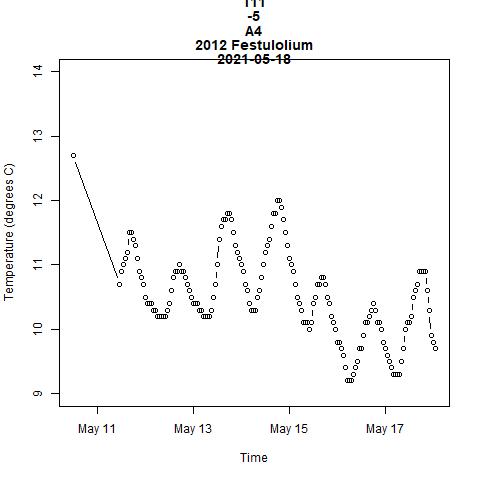 -5
A4
2012 Festulolium
2021-05-18
Temperature (degrees C)
14
13
12
11
10
9
May 11
May 13
May 15
May 17
Time